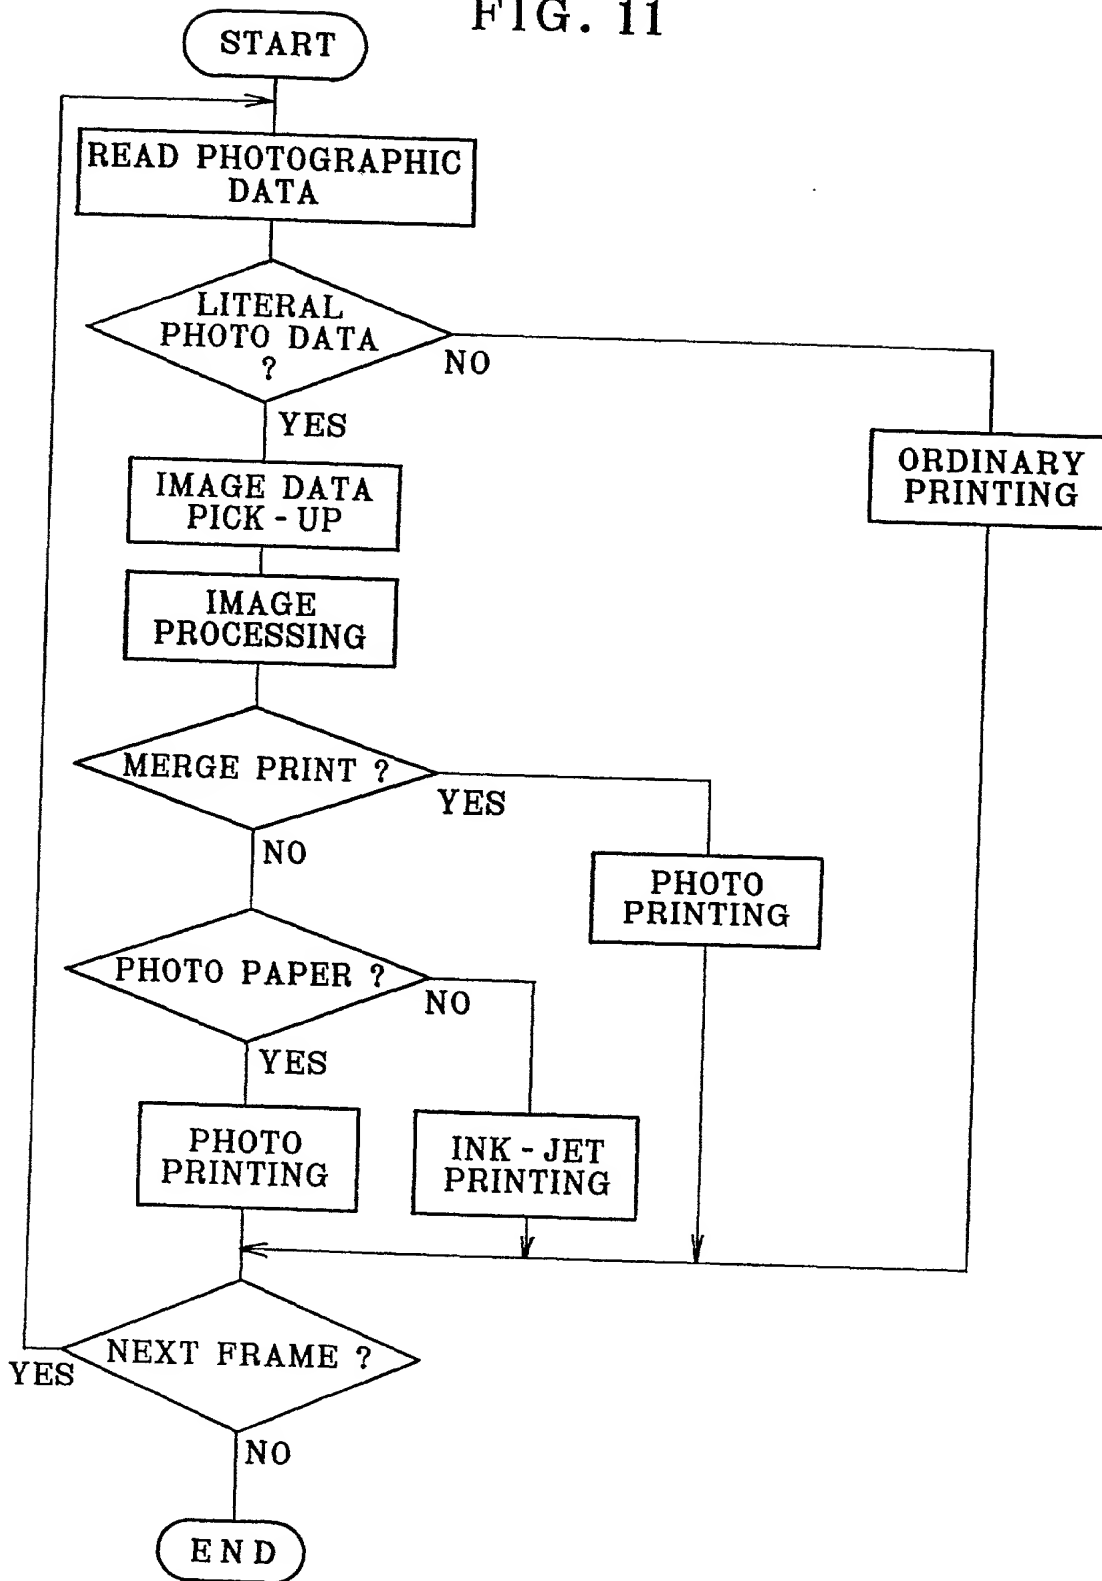 FIG. 11
START
READ PHOTOGRAPHIC
DATA
LITERAL
PHOTO DATA
?
NO
YES
IMAGE DATA
PICK - UP
ORDINARY
PRINTING
IMAGE
PROCESSING
MERGE PRINT ?
YES
NO
PHOTO
PRINTING
PHOTO PAPER ?
NO
YES
PHOTO
PRINTING
INK - JET
PRINTING
NEXT FRAME ?
YES
NO
END